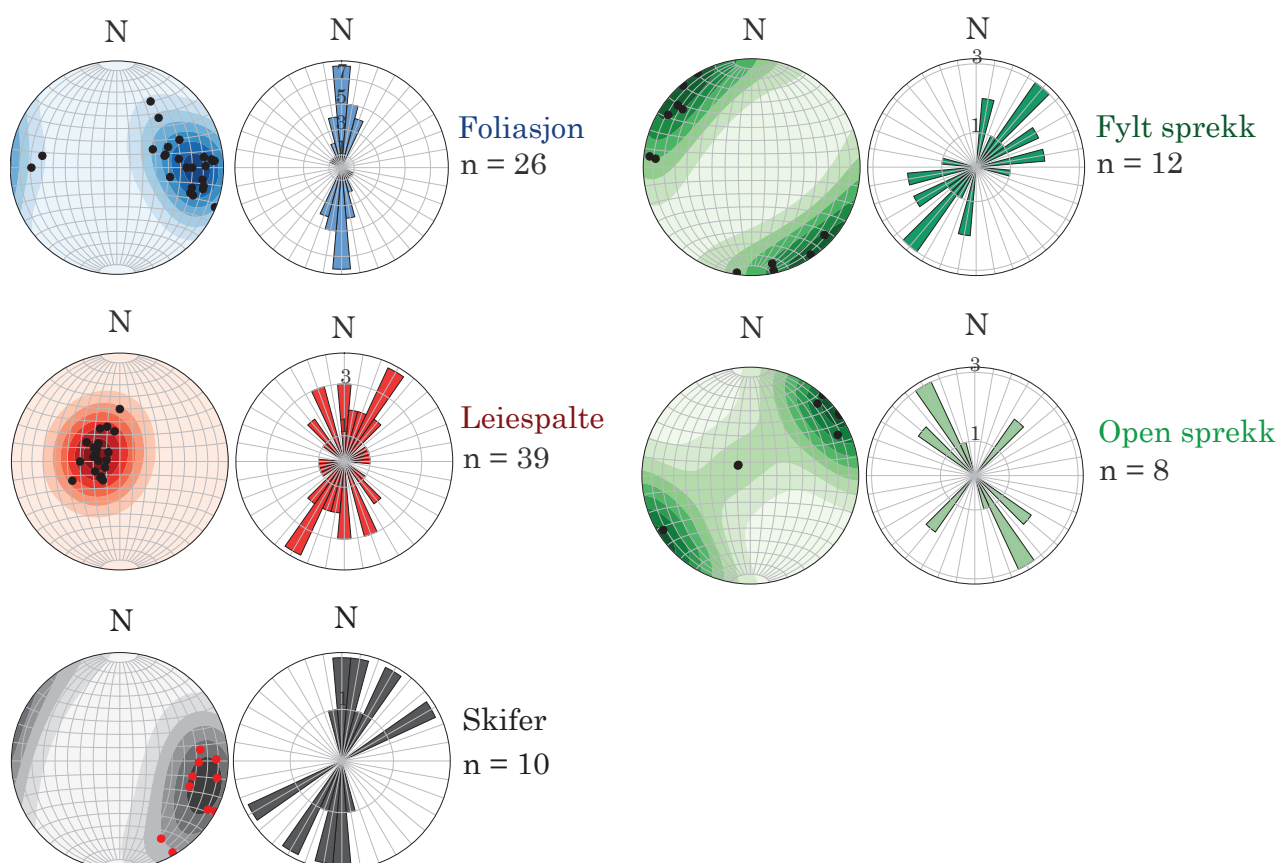 N
N
7
5
3
Foliasjon
n = 26
N
N
3
1
Fylt sprekk
n = 12
N
N
3
Leiespalte
n = 39
N
N
3
1
Open sprekk
n = 8
N
N
1
Skifer
n = 10